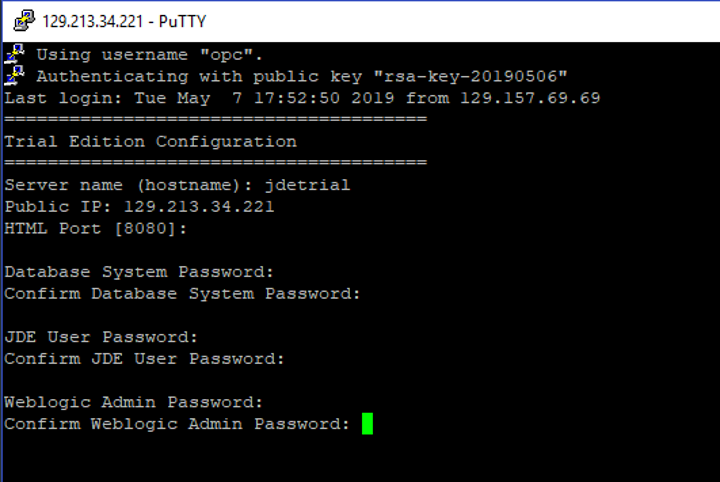 129.213.34.221 - PuTTY
Using username "opc".
Authenticating with public key "rsa-key-20190506"
Last login: Tue May  7 17:52:50 2019 from 129.157.69.69
=======================================
Trial Edition Configuration
=======================================
Server name (hostname): jdetrial
Public IP: 129.213.34.221
HTML Port [8080]:
Database System Password:
Confirm Database System Password:
JDE User Password:
Confirm JDE User Password:
Weblogic Admin Password:
Confirm Weblogic Admin Password: